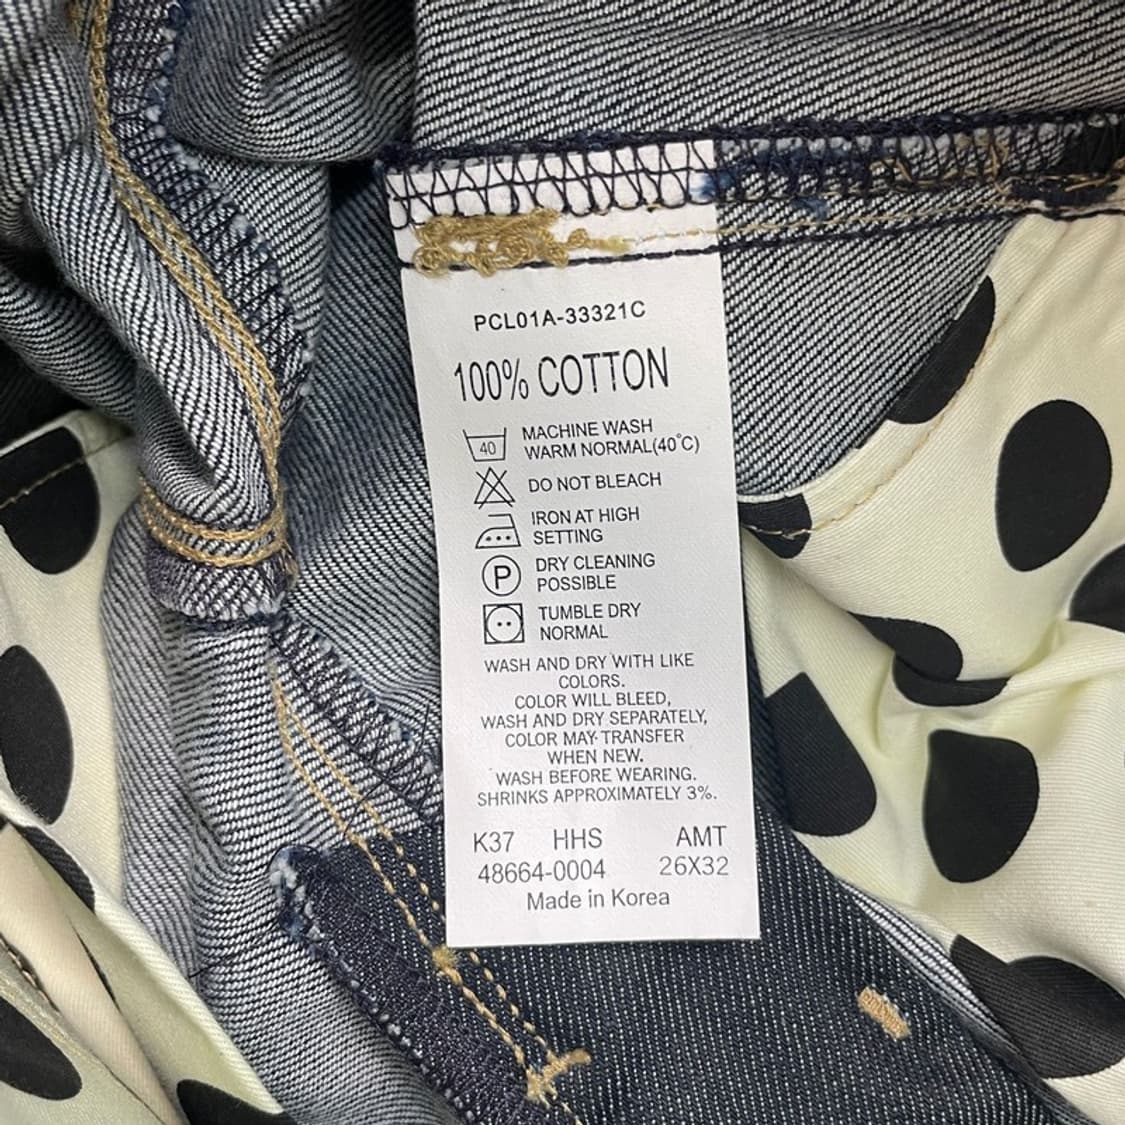 PCL01A-33321C
100% COTTON
40 MACHINE WASH
WARM NORMAL(40°C)
DO NOT BLEACH
IRON AT HIGH
SETTING
P DRY CLEANING
POSSIBLE
TUMBLE DRY
NORMAL
WASH AND DRY WITH LIKE
COLORS.
COLOR WILL BLEED,
WASH AND DRY SEPARATELY,
COLOR MAY TRANSFER
WHEN NEW.
WASH BEFORE WEARING.
SHRINKS APPROXIMATELY 3%.
K37 HHS AMT
48664-0004 26X32
Made in Korea